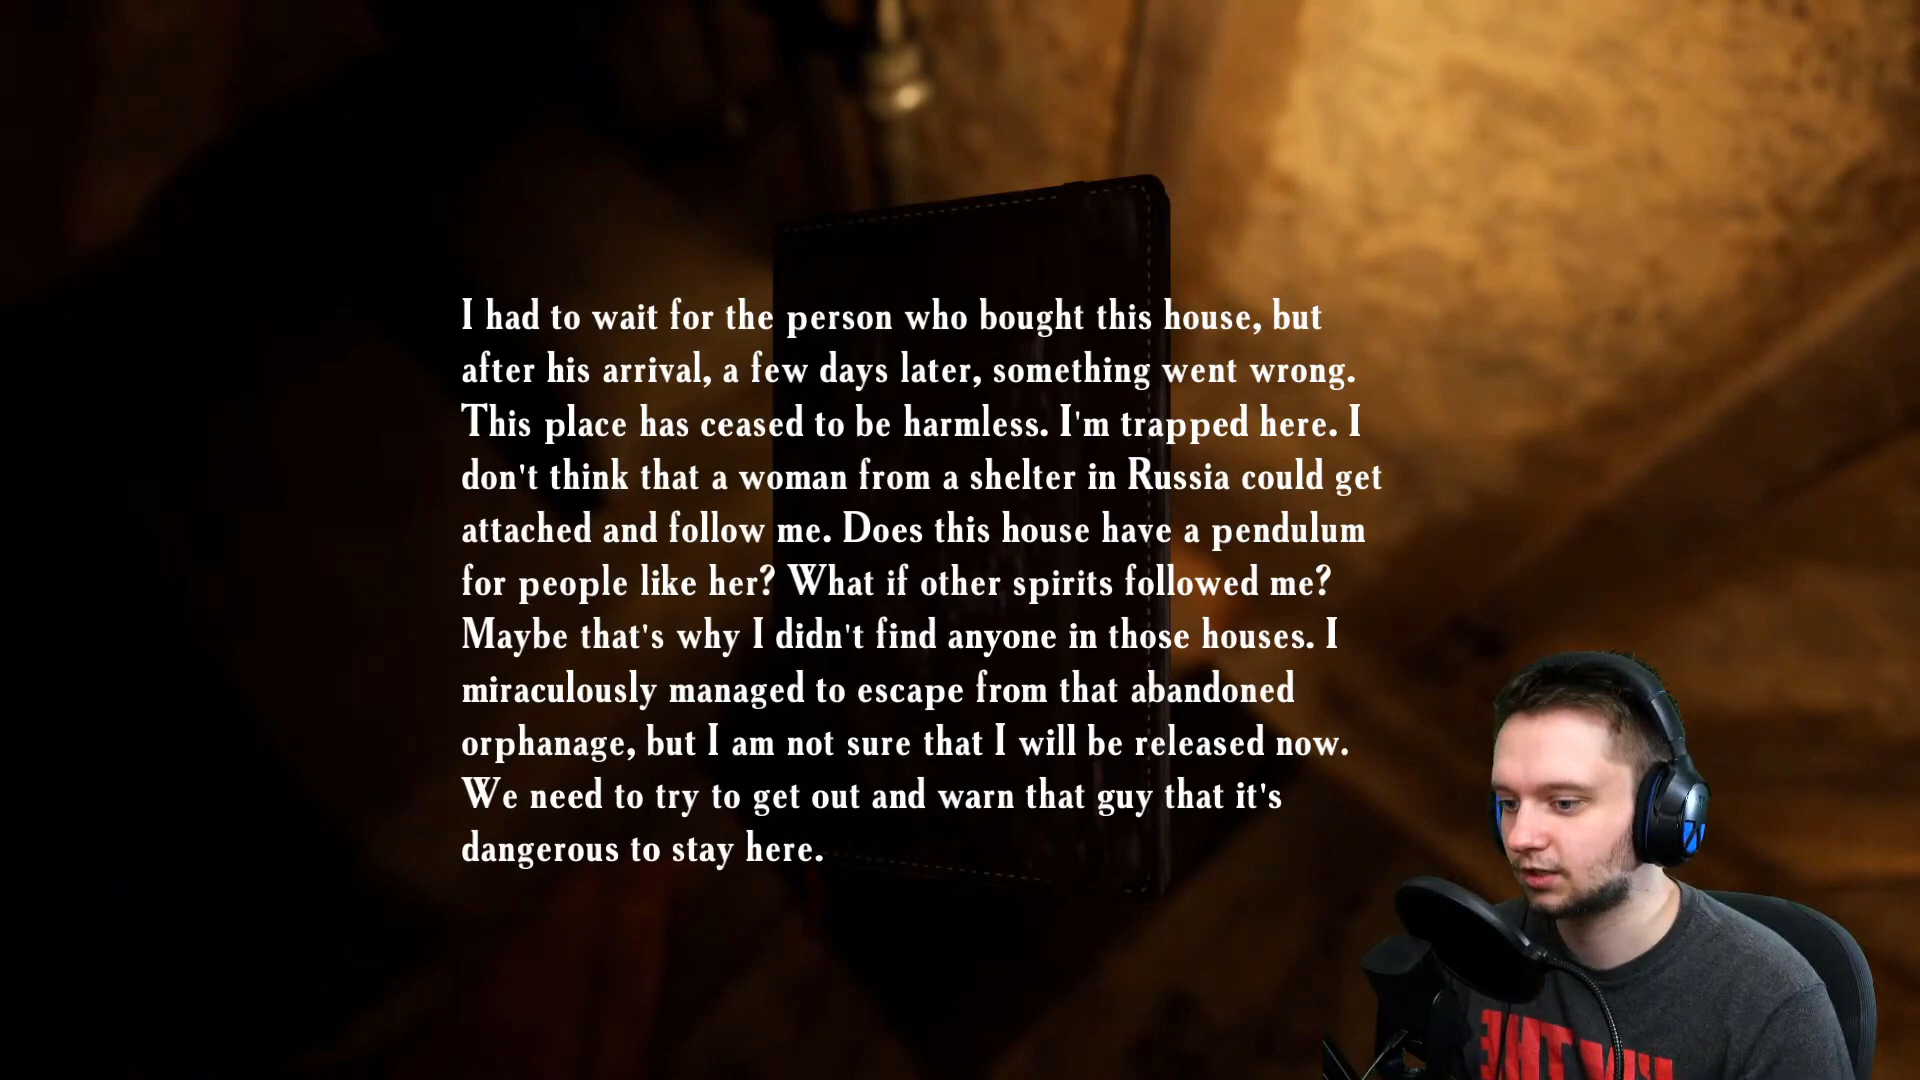 I had to wait for the person who bought this house, but
after his arrival, a few days later, something went wrong.
This place has ceased to be harmless. I'm trapped here. I
don't think that a woman from a shelter in Russia could get
attached and follow me. Does this house have a pendulum
for people like her? What if other spirits followed me?
Maybe that's why I didn't find anyone in those houses. I
miraculously managed to escape from that abandoned
orphanage, but I am not sure that I will be released now.
We need to try to get out and warn that guy that it's
dangerous to stay here.